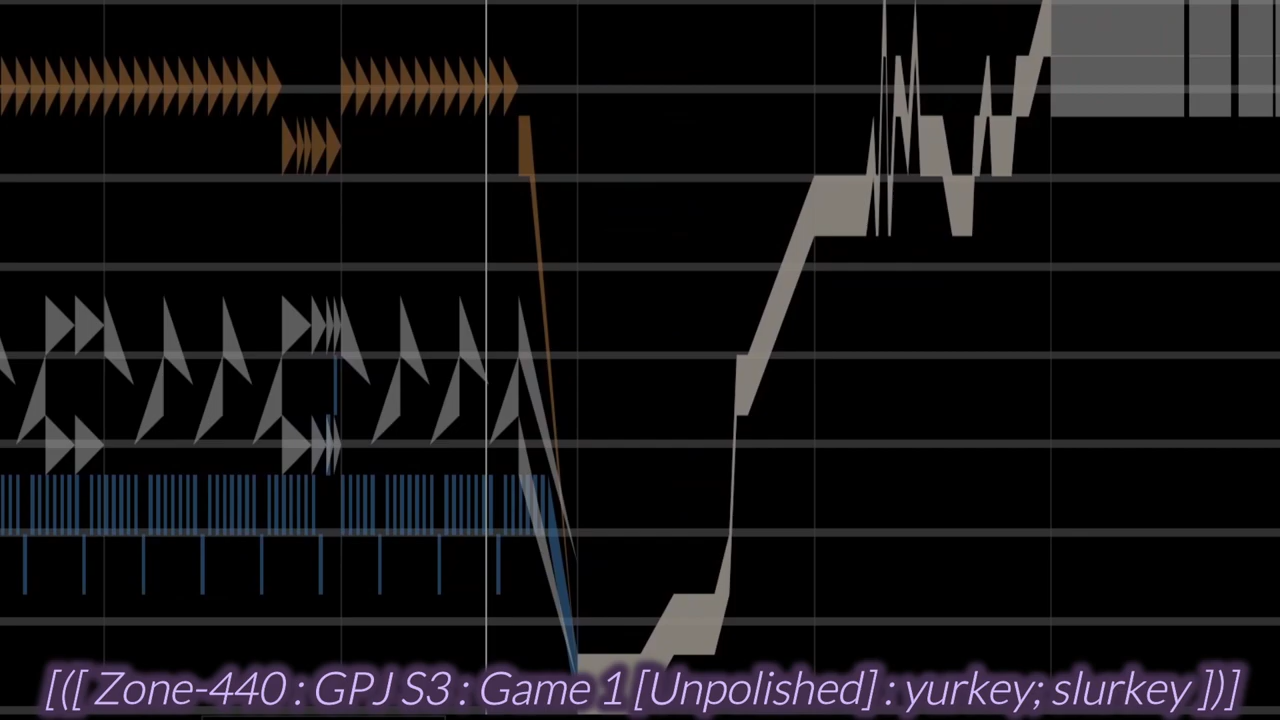 [([ Zone-440 : GPJ S3 : Game 1 [Unpolished] : yurkey; slurkey ])]